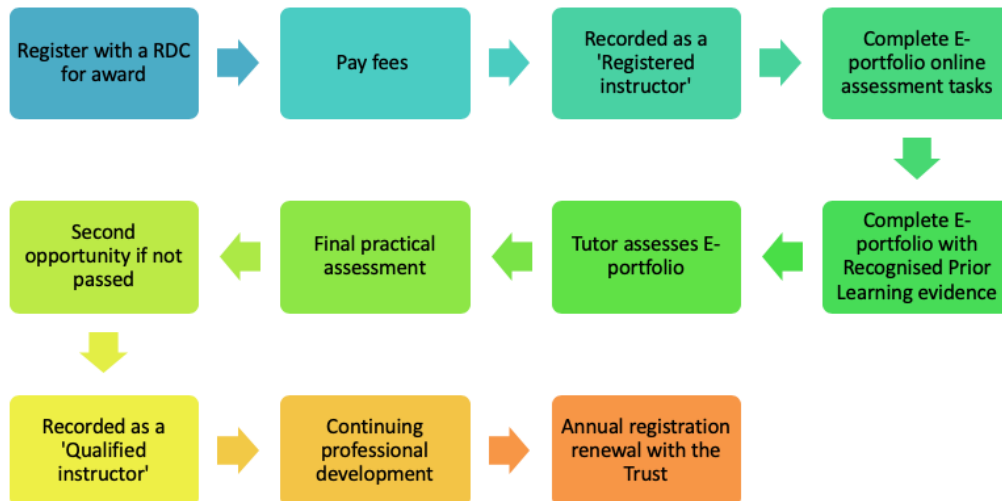 Register with a RDC
for award
Pay fees
Recorded as a
'Registered
instructor'
Complete E-
portfolio online
assessment tasks
Complete E-
portfolio with
Recognised Prior
Learning evidence
Tutor assesses E-
portfolio
Final practical
assessment
Second
opportunity if not
passed
Recorded as a
'Qualified
instructor'
Continuing
professional
development
Annual registration
renewal with the
Trust